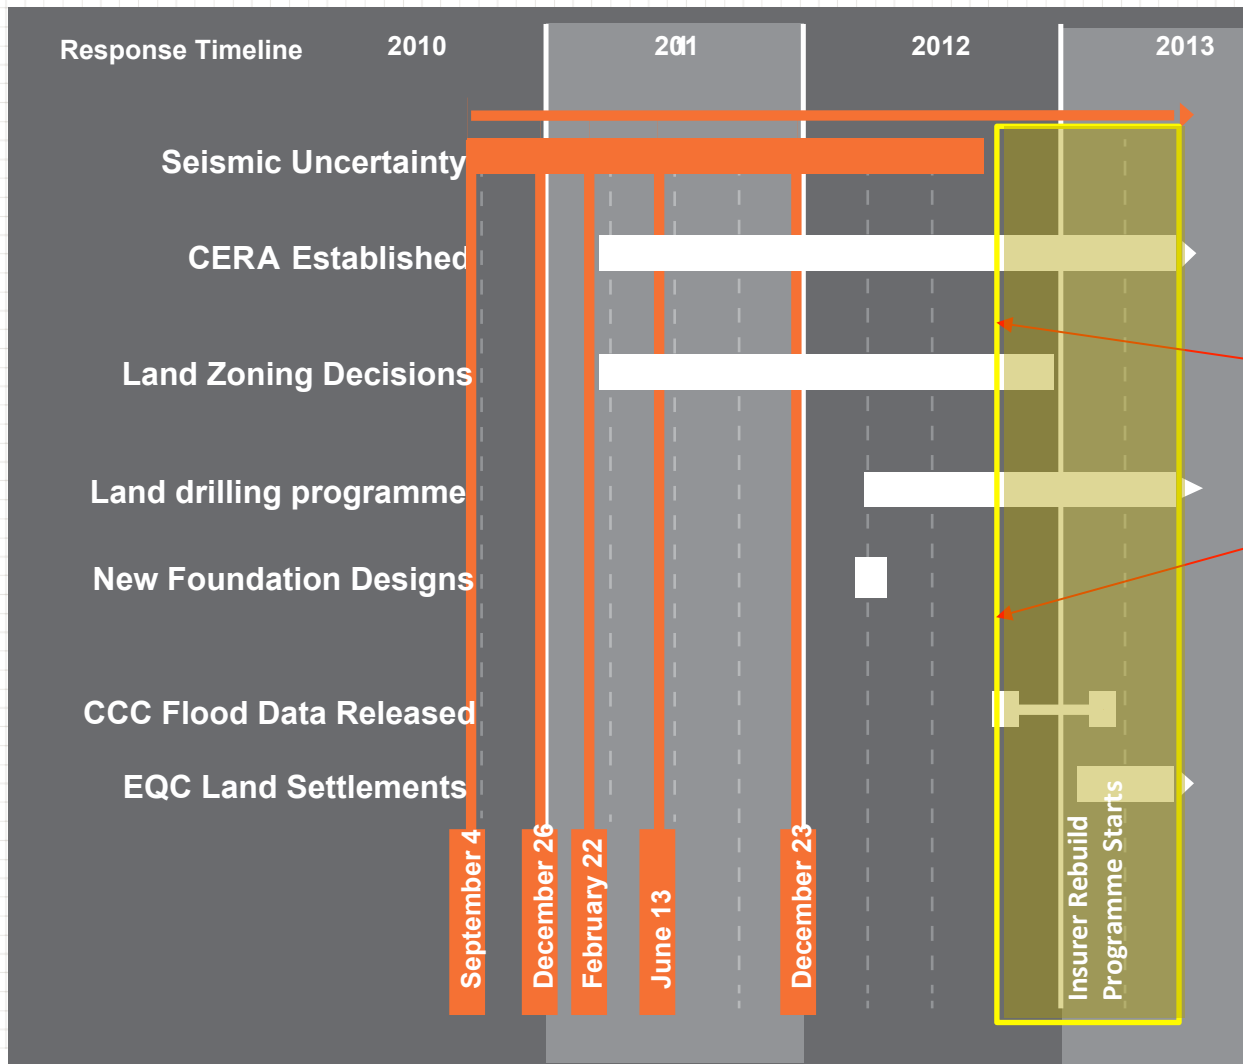 Response Timeline 2010 2011 2012 2013
Seismic Uncertainty
CERA Established
Land Zoning Decisions
Land drilling programme
New Foundation Designs
CCC Flood Data Released
EQC Land Settlements
September 4
December 26
February 22
June 13
December 23
Insurer Rebuild
Programme Starts